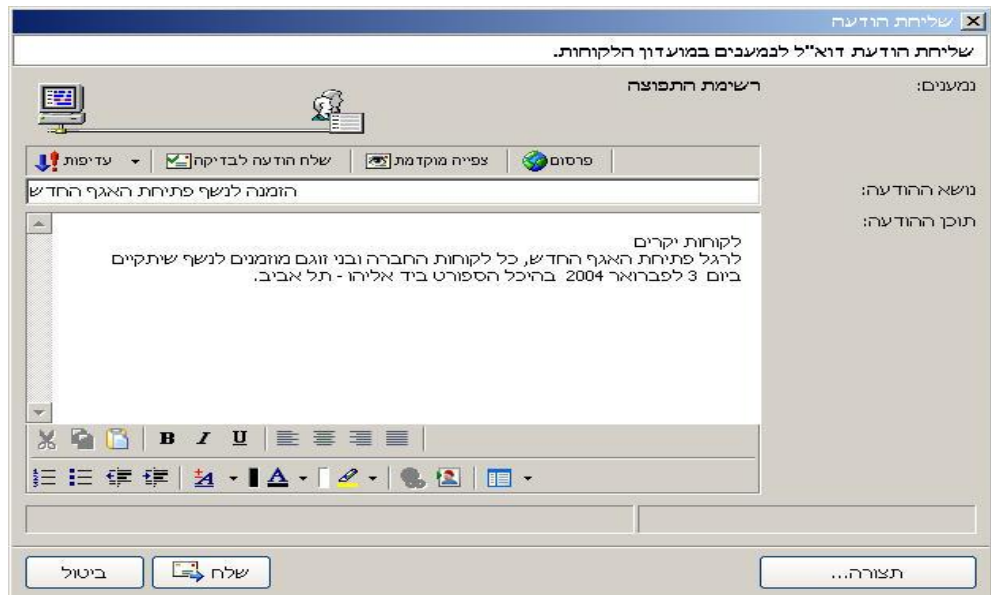 שליחת הודעה
שליחת הודעת דוא"ל לנמענים במועדון הלקוחות.
נמענים:
רשימת התפוצה
פרסום
צפייה מוקדמת
שלח הודעה לבדיקה
עדיפות
נושא ההודעה:
הזמנה לנשף פתיחת האגף החדש
תוכן ההודעה:
לקוחות יקרים
לרגל פתיחת האגף החדש, כל לקוחות החברה ובני זוגם מוזמנים לנשף שיתקיים
ביום 3 לפברואר 2004 בהיכל הספורט ביד אליהו - תל אביב.
B I U
A A
תצורה...
שלח
ביטול